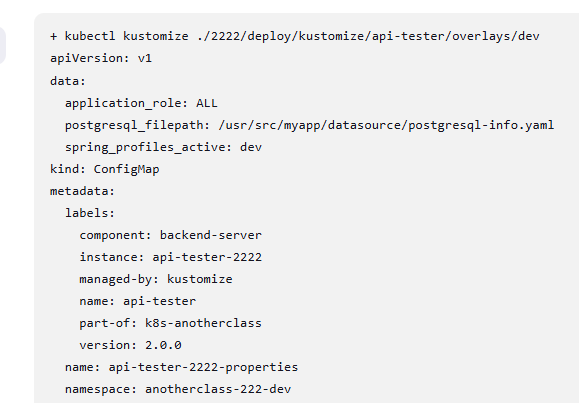 + kubectl kustomize ./2222/deploy/kustomize/api-tester/overlays/dev
apiVersion: v1
data:
  application_role: ALL
  postgresql_filepath: /usr/src/myapp/datasource/postgresql-info.yaml
  spring_profiles_active: dev
kind: ConfigMap
metadata:
  labels:
    component: backend-server
    instance: api-tester-2222
    managed-by: kustomize
    name: api-tester
    part-of: k8s-anotherclass
    version: 2.0.0
  name: api-tester-2222-properties
  namespace: anotherclass-222-dev